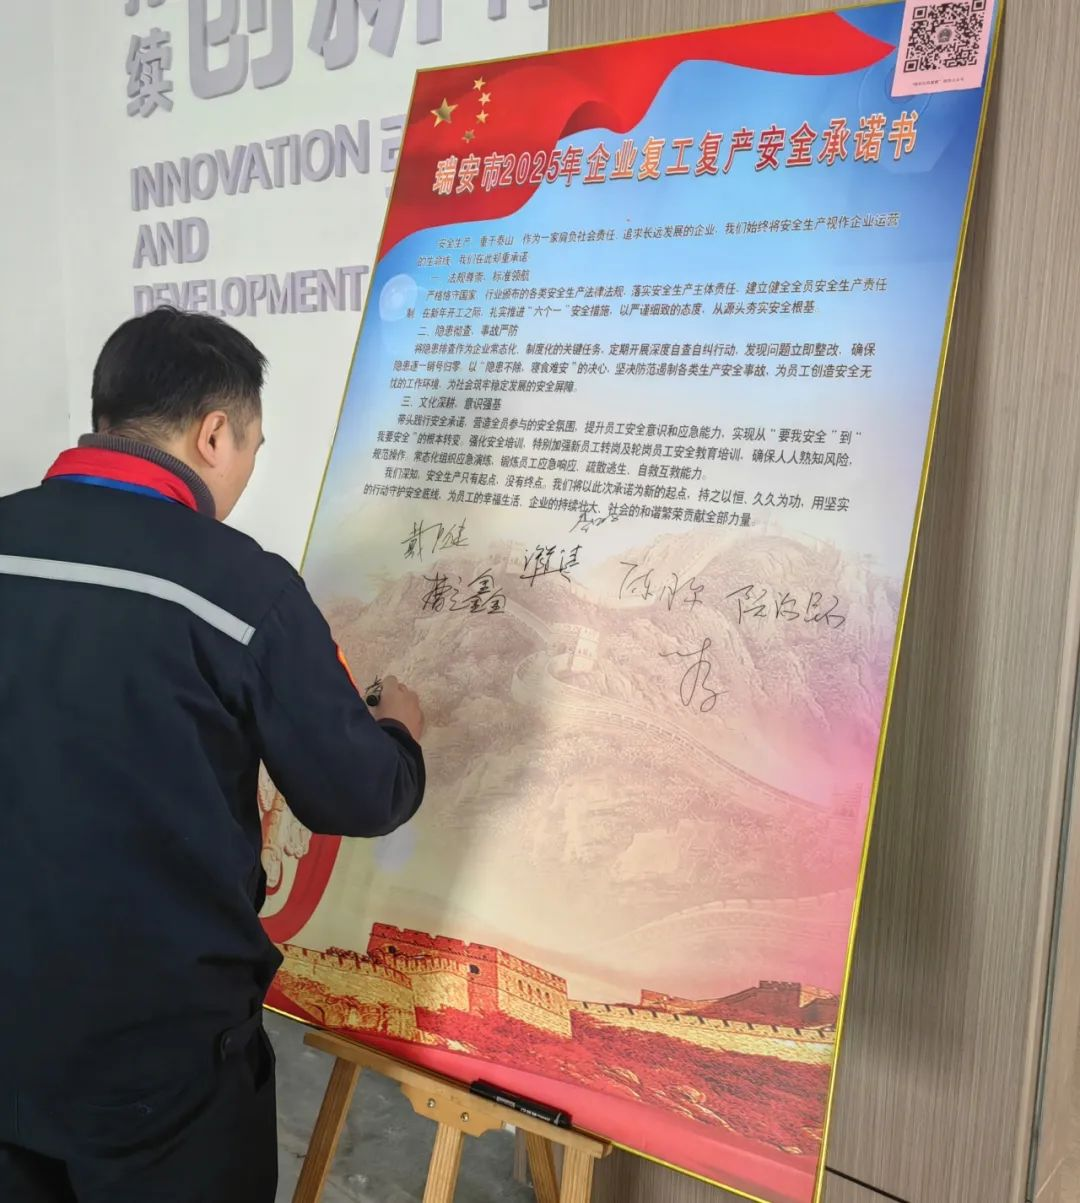 续 创新
INNOVATION
AND
DEVELOPMENT
瑞安市2025年企业复工复产安全承诺书
安全生产，重于泰山。作为一家肩负社会责任、追求长远发展的企业，我们始终将安全生产视作企业运营
的生命线，我们在此郑重承诺
一、法规尊崇，标准领航
严格恪守国家、行业颁布的各类安全生产法律法规，落实安全生产主体责任，建立健全全员安全生产责任
制，在新年开工之际，扎实推进“六个一”安全措施，以严谨细致的态度，从源头夯实安全根基。
二、隐患彻查，事故严防
将隐患排查作为企业常态化、制度化的关键任务，定期开展深度自查自纠行动，发现问题立即整改，确保
隐患逐一销号归零，以“隐患不除，寝食难安”的决心，坚决防范遏制各类生产安全事故，为员工创造安全无
忧的工作环境，为社会筑牢稳定发展的安全屏障。
三、文化深耕，意识强基
带头践行安全承诺，营造全员参与的安全氛围，提升员工安全意识和应急能力，实现从“要我安全”到“
我要安全”的根本转变。强化安全培训，特别加强新员工转岗及轮岗员工安全教育培训，确保人人熟知风险，
规范操作。常态化组织应急演练，锻炼员工应急响应、疏散逃生、自救互救能力。
我们深知，安全生产只有起点，没有终点。我们将以此次承诺为新的起点，持之以恒、久久为功，用坚实
的行动守护安全底线，为员工的幸福生活、企业的持续壮大、社会的和谐繁荣贡献全部力量。